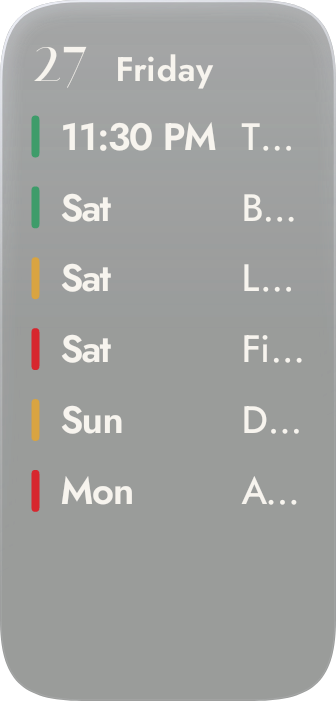 27 Friday
11:30 PM T...
Sat B...
Sat L...
Sat Fi...
Sun D...
Mon A...